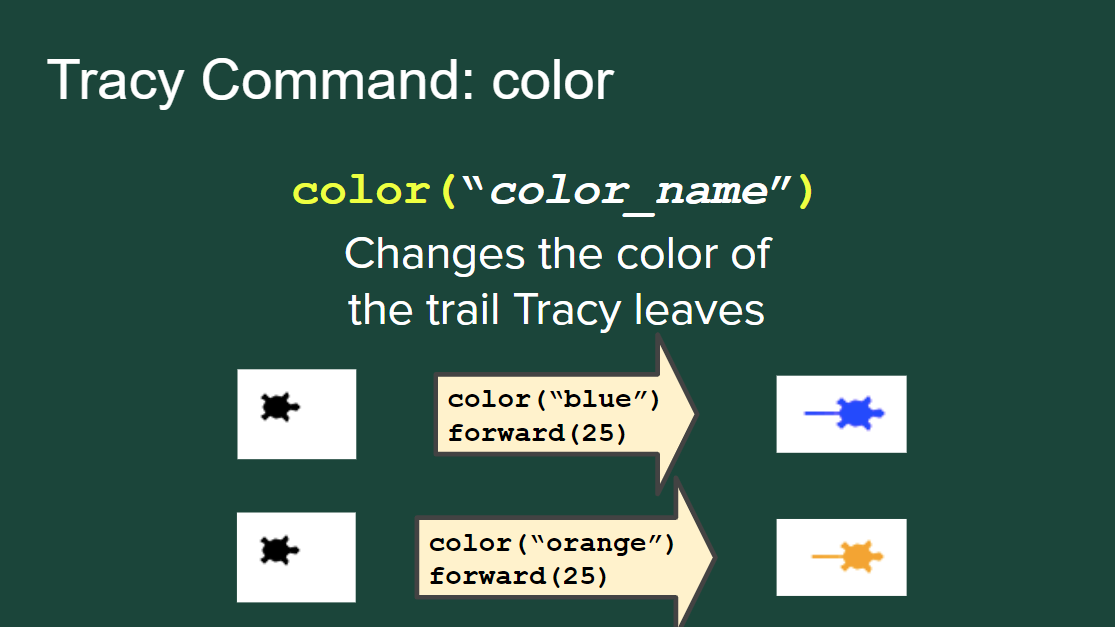 Tracy Command: color
color(“color_name”)
Changes the color of
the trail Tracy leaves
color(“blue”)
forward(25)
color(“orange”)
forward(25)